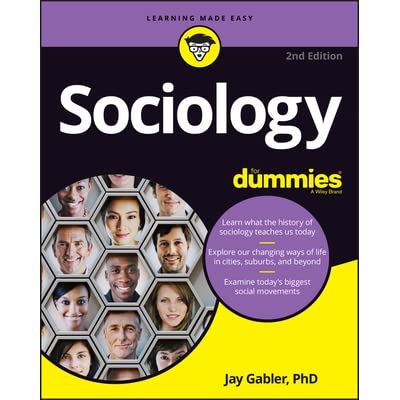 LEARNING MADE EASY
2nd Edition
Sociology
for
dummies
A Wiley Brand
Learn what the history of
sociology teaches us today
Explore our changing ways of life
in cities, suburbs, and beyond
Examine today's biggest
social movements
Jay Gabler, PhD